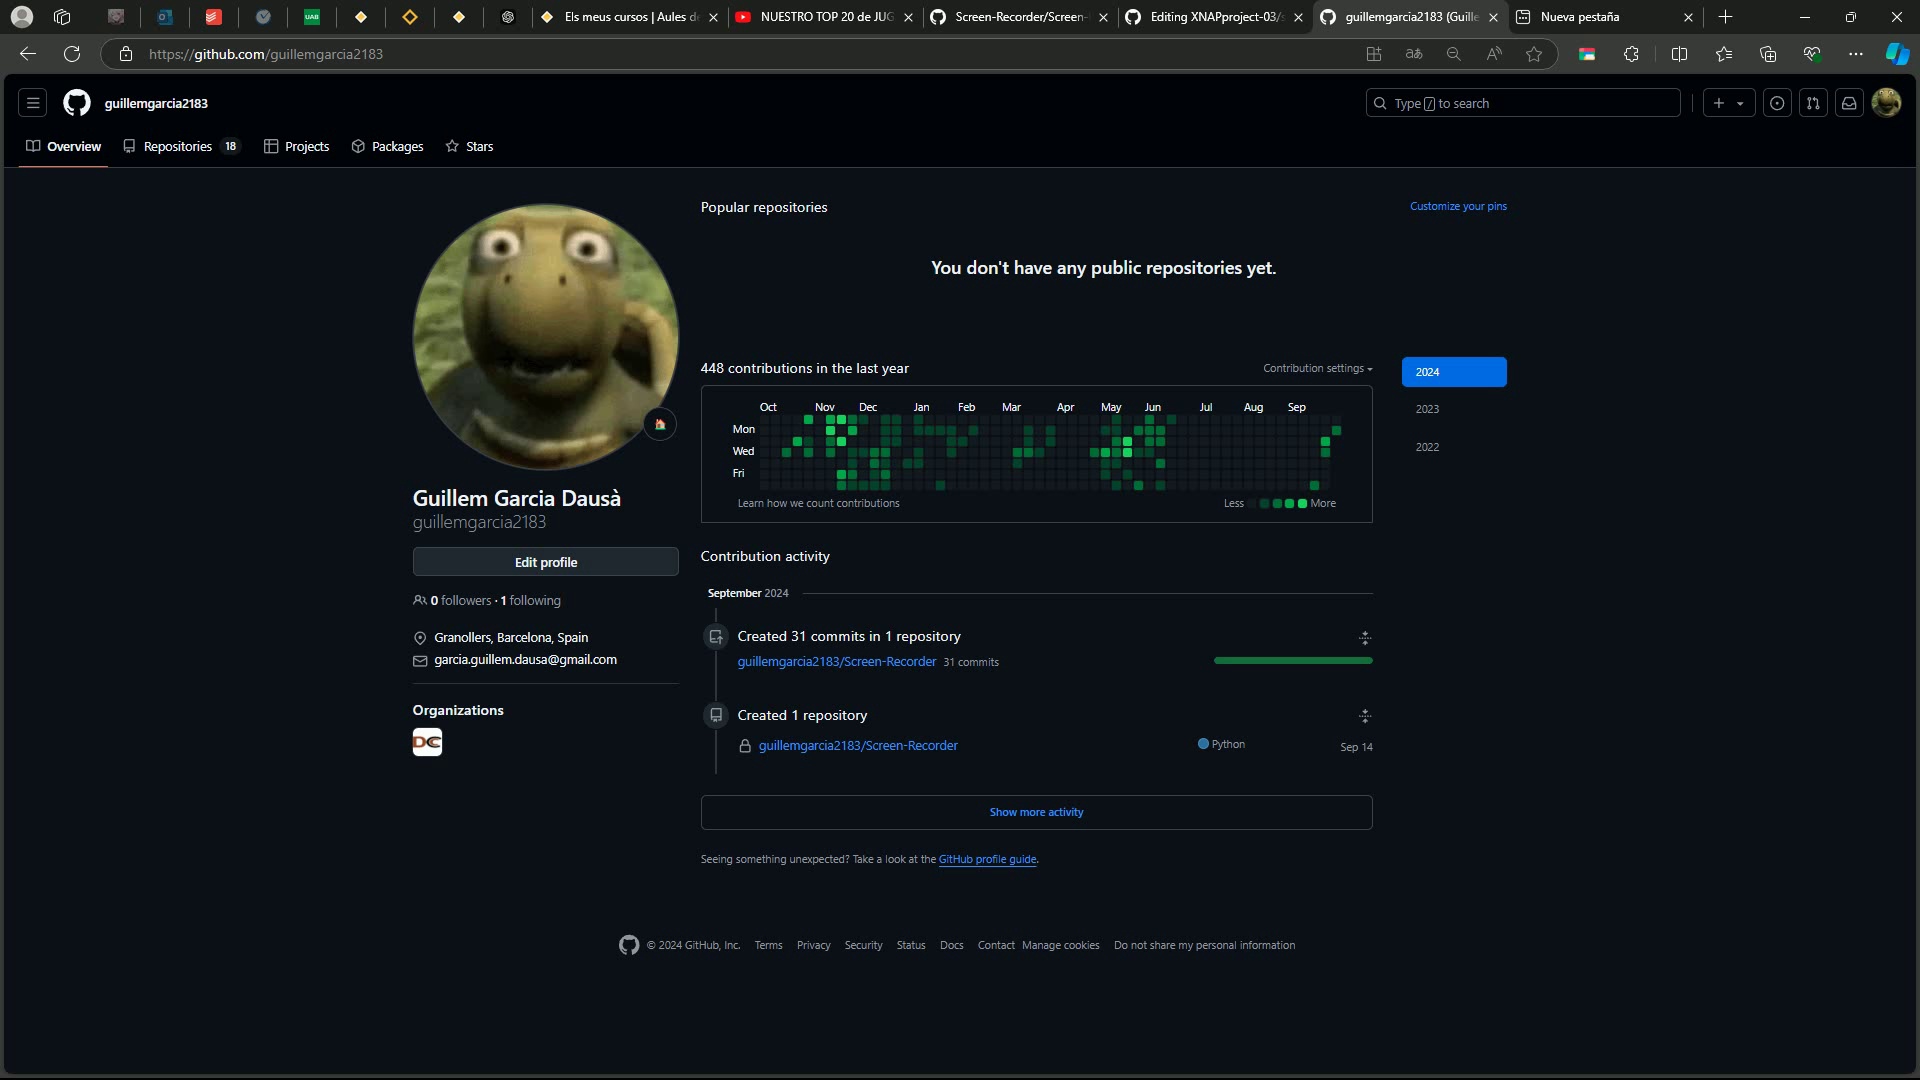 Els meus cursos | Aules d
NUESTRO TOP 20 de JUG
Screen-Recorder/Screen-
Editing XNAPproject-03/s
guillemgarcia2183 (Guille
Nueva pestaña
https://github.com/guillemgarcia2183
guillemgarcia2183
Type / to search
Overview
Repositories 18
Projects
Packages
Stars
Popular repositories
Customize your pins
You don't have any public repositories yet.
448 contributions in the last year
Contribution settings
2024
2023
2022
Oct Nov Dec Jan Feb Mar Apr May Jun Jul Aug Sep
Mon
Wed
Fri
Learn how we count contributions
Less More
Guillem Garcia Dausà
guillemgarcia2183
Edit profile
0 followers · 1 following
Granollers, Barcelona, Spain
garcia.guillem.dausa@gmail.com
Organizations
DC
Contribution activity
September 2024
Created 31 commits in 1 repository
guillemgarcia2183/Screen-Recorder 31 commits
Created 1 repository
guillemgarcia2183/Screen-Recorder Python Sep 14
Show more activity
Seeing something unexpected? Take a look at the GitHub profile guide.
© 2024 GitHub, Inc. Terms Privacy Security Status Docs Contact Manage cookies Do not share my personal information